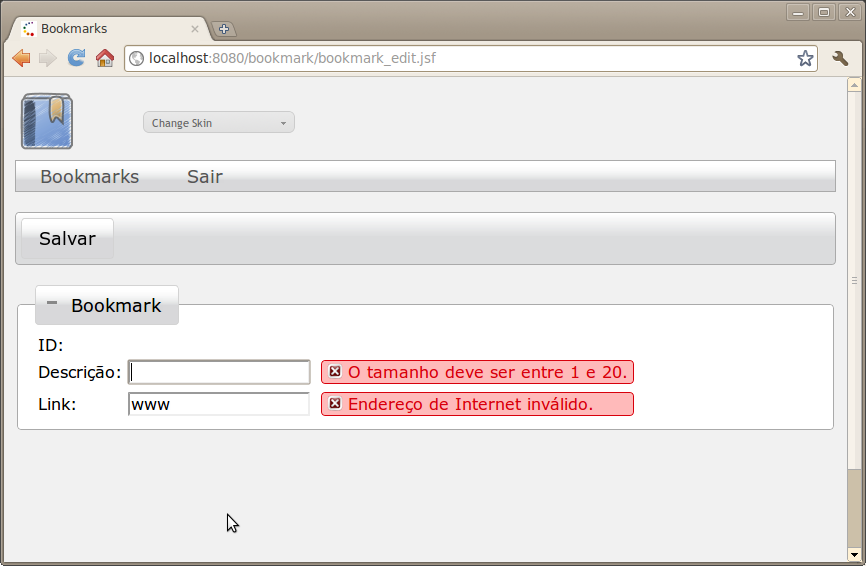 Bookmarks
localhost:8080/bookmark/bookmark_edit.jsf
Change Skin
Bookmarks Sair
Salvar
Bookmark
ID:
Descrição: O tamanho deve ser entre 1 e 20.
Link: www Endereço de Internet inválido.